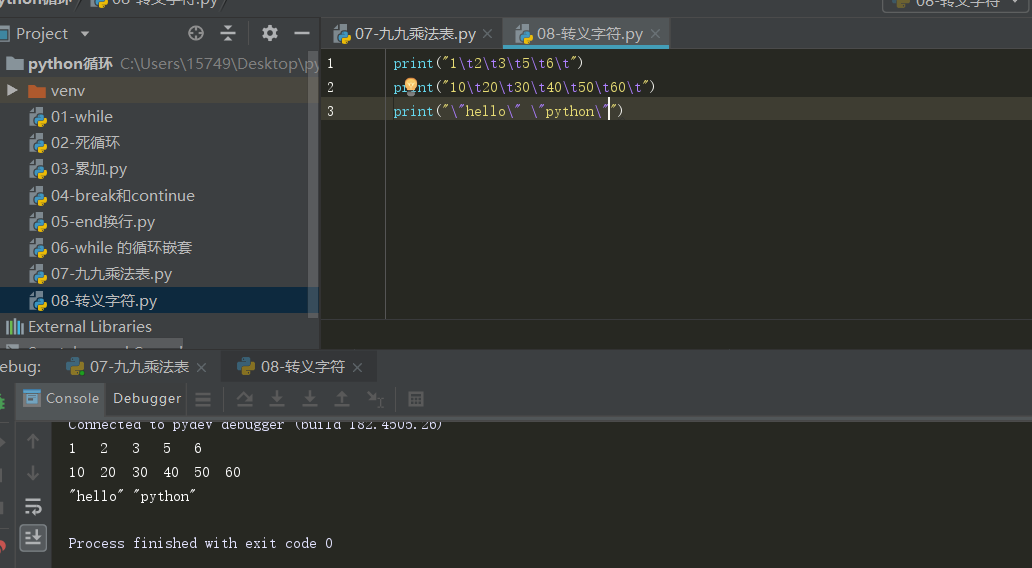 python循环 08-转义字符.py
08-转义字符
Project
07-九九乘法表.py 08-转义字符.py
python循环 C:\Users\15749\Desktop\py
venv
01-while
02-死循环
03-累加.py
04-break和continue
05-end换行.py
06-while 的循环嵌套
07-九九乘法表.py
08-转义字符.py
External Libraries
1 print("1\t2\t3\t5\t6\t")
2 print("10\t20\t30\t40\t50\t60\t")
3 print("\"hello\" \"python\"")
ebug: 07-九九乘法表 08-转义字符
Console Debugger
Connected to pydev debugger (build 182.4505.26)
1 2 3 5 6
10 20 30 40 50 60
"hello" "python"
Process finished with exit code 0